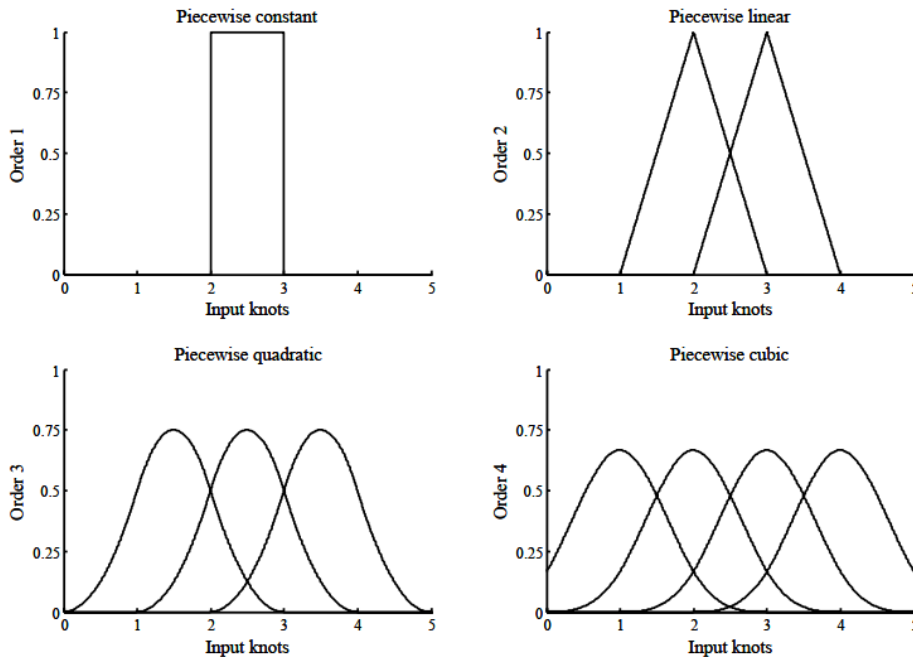 Piecewise constant
1
0.75
0.5
0.25
0
Order 1
0 1 2 3 4 5
Input knots
Piecewise linear
1
0.75
0.5
0.25
0
Order 2
0 1 2 3 4
Input knots
Piecewise quadratic
1
0.75
0.5
0.25
0
Order 3
0 1 2 3 4 5
Input knots
Piecewise cubic
1
0.75
0.5
0.25
0
Order 4
0 1 2 3 4
Input knots